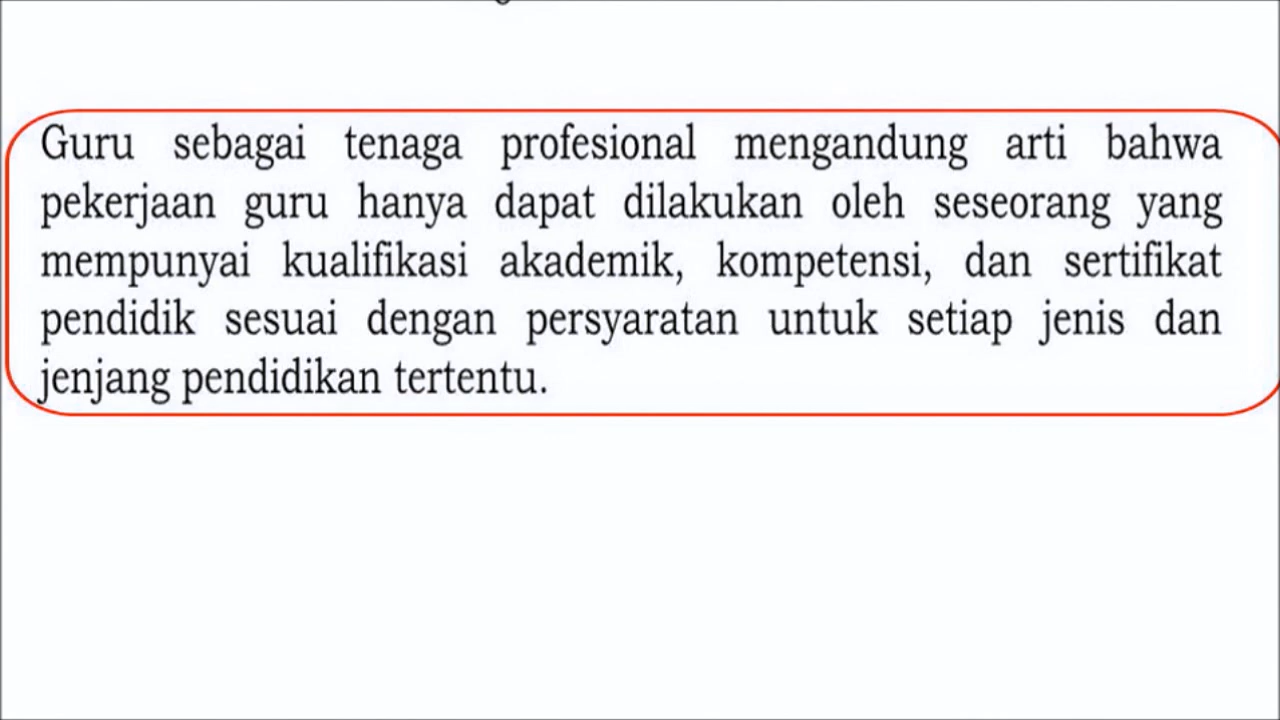 Guru sebagai tenaga profesional mengandung arti bahwa
pekerjaan guru hanya dapat dilakukan oleh seseorang yang
mempunyai kualifikasi akademik, kompetensi, dan sertifikat
pendidik sesuai dengan persyaratan untuk setiap jenis dan
jenjang pendidikan tertentu.